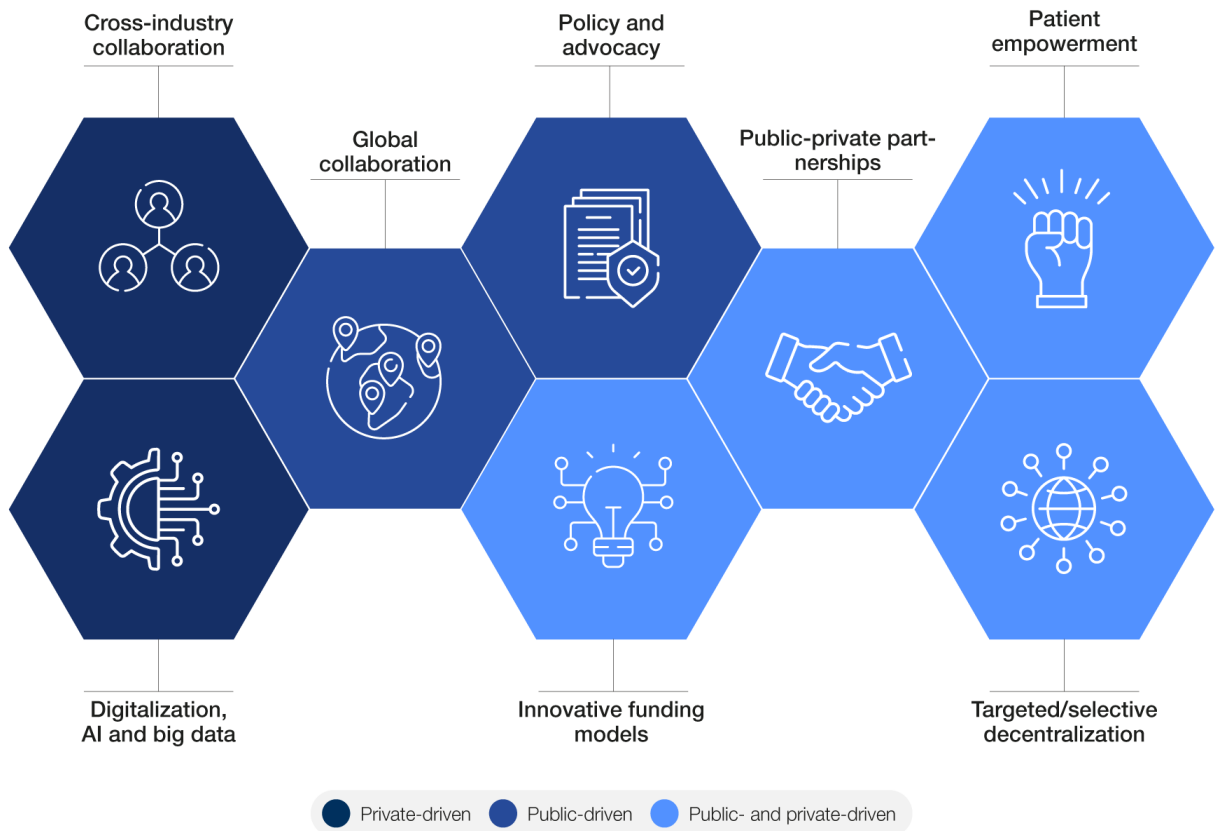 Cross-industry
collaboration
Policy and
advocacy
Patient
empowerment
Global
collaboration
Public-private part-
nerships
Digitalization,
AI and big data
Innovative funding
models
Targeted/selective
decentralization
Private-driven
Public-driven
Public- and private-driven